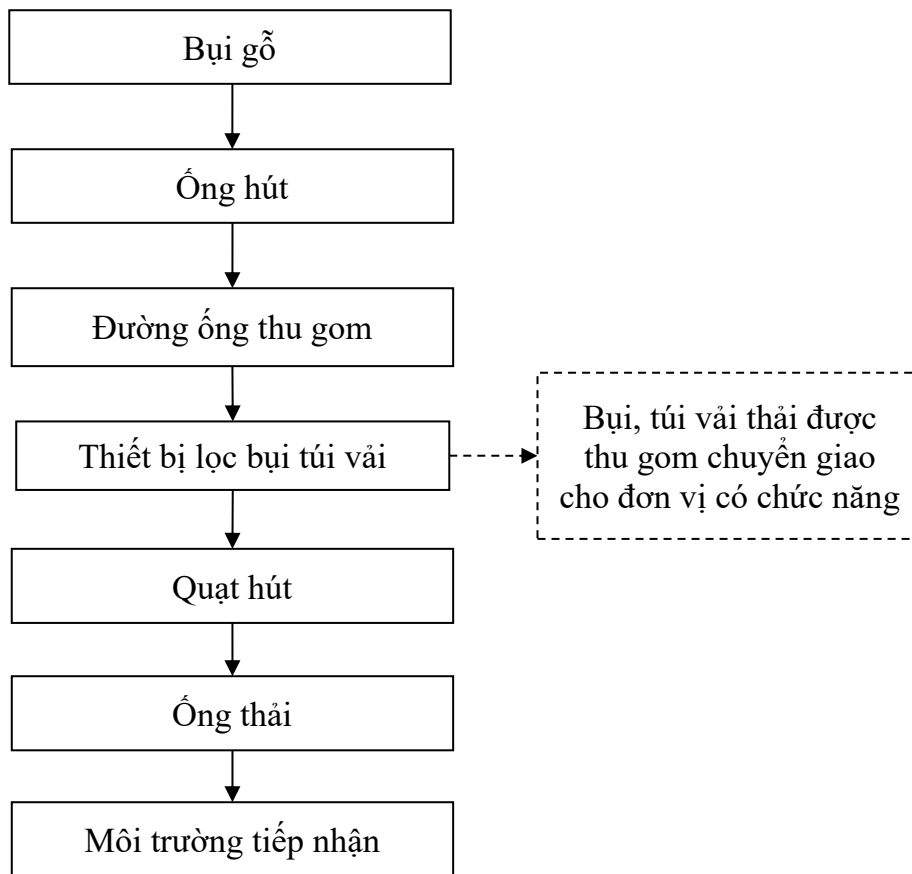 Bụi gỗ
Ống hút
Đường ống thu gom
Thiết bị lọc bụi túi vải
Bụi, túi vải thải được
thu gom chuyển giao
cho đơn vị có chức năng
Quạt hút
Ống thải
Môi trường tiếp nhận